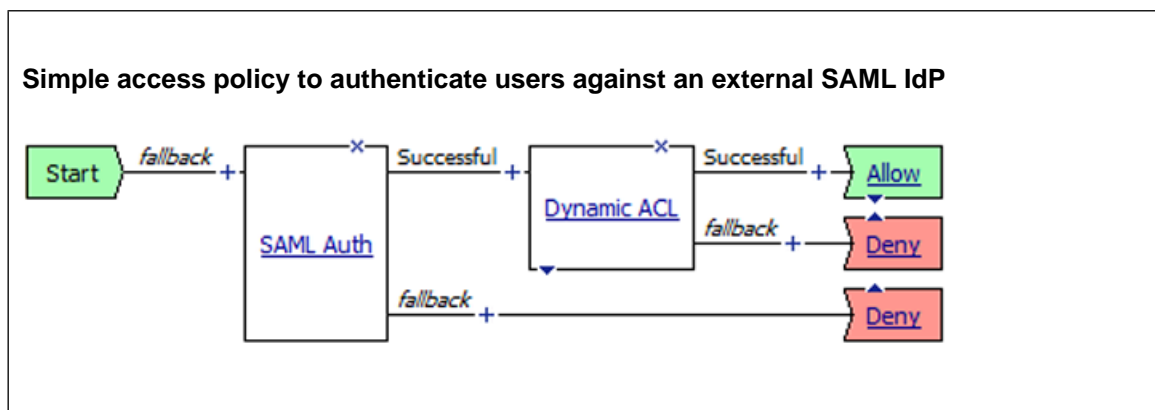 Simple access policy to authenticate users against an external SAML IdP
Start
fallback
+
SAML Auth
×
Successful
+
Dynamic ACL
×
Successful
+
Allow
fallback
+
Deny
fallback
+
Deny